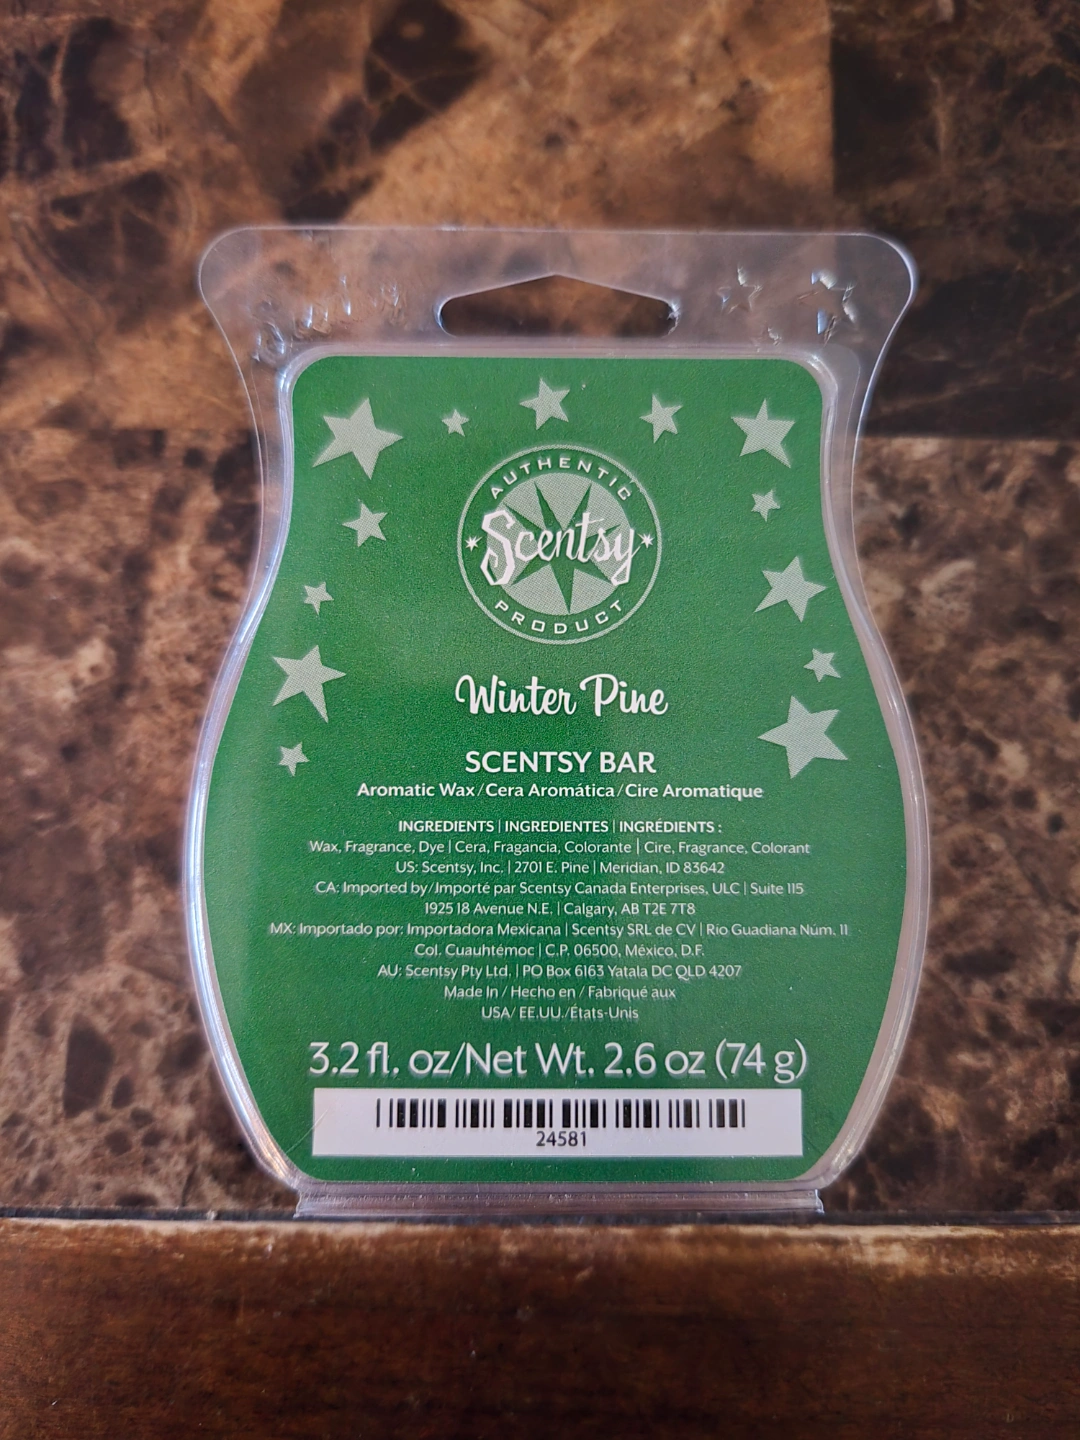 AUTHENTIC
Scentsy
PRODUCT
Winter Pine
SCENTSY BAR
Aromatic Wax/Cera Aromática/Cire Aromatique
INGREDIENTS | INGREDIENTES | INGRÉDIENTS :
Wax, Fragrance, Dye | Cera, Fragancia, Colorante | Cire, Fragrance, Colorant
US: Scentsy, Inc. | 2701 E. Pine | Meridian, ID 83642
CA: Imported by/Importé par Scentsy Canada Enterprises, ULC | Suite 115
1925 18 Avenue N.E. | Calgary, AB T2E 7T8
MX: Importado por: Importadora Mexicana | Scentsy SRL de CV | Rio Guadiana Núm. 11
Col. Cuauhtémoc | C.P. 06500, México, D.F.
AU: Scentsy Pty Ltd. | PO Box 6163 Yatala DC QLD 4207
Made In / Hecho en / Fabriqué aux
USA/ EE.UU./États-Unis
3.2 fl. oz/Net Wt. 2.6 oz (74 g)
24581